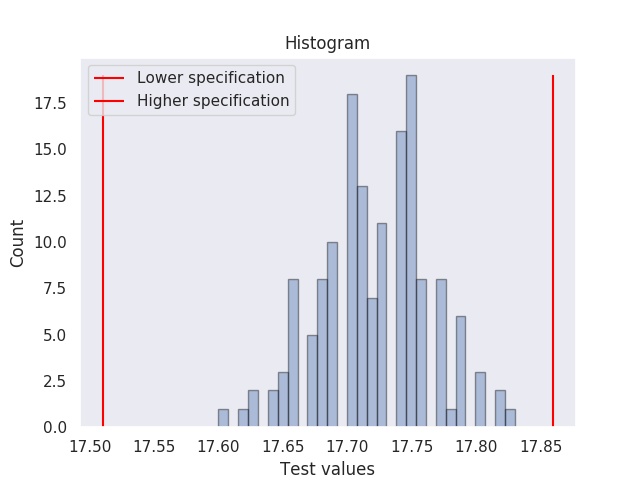 Histogram
Lower specification
Higher specification
17.5
15.0
12.5
10.0
7.5
5.0
2.5
0.0
Count
17.50 17.55 17.60 17.65 17.70 17.75 17.80 17.85
Test values